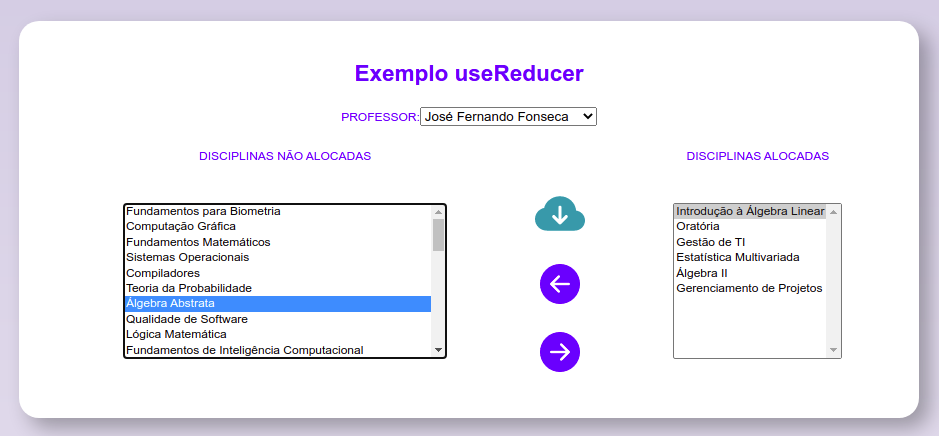 Exemplo useReducer
PROFESSOR: José Fernando Fonseca
DISCIPLINAS NÃO ALOCADAS
Fundamentos para Biometria
Computação Gráfica
Fundamentos Matemáticos
Sistemas Operacionais
Compiladores
Teoria da Probabilidade
Álgebra Abstrata
Qualidade de Software
Lógica Matemática
Fundamentos de Inteligência Computacional
DISCIPLINAS ALOCADAS
Introdução à Álgebra Linear
Oratória
Gestão de TI
Estatística Multivariada
Álgebra II
Gerenciamento de Projetos